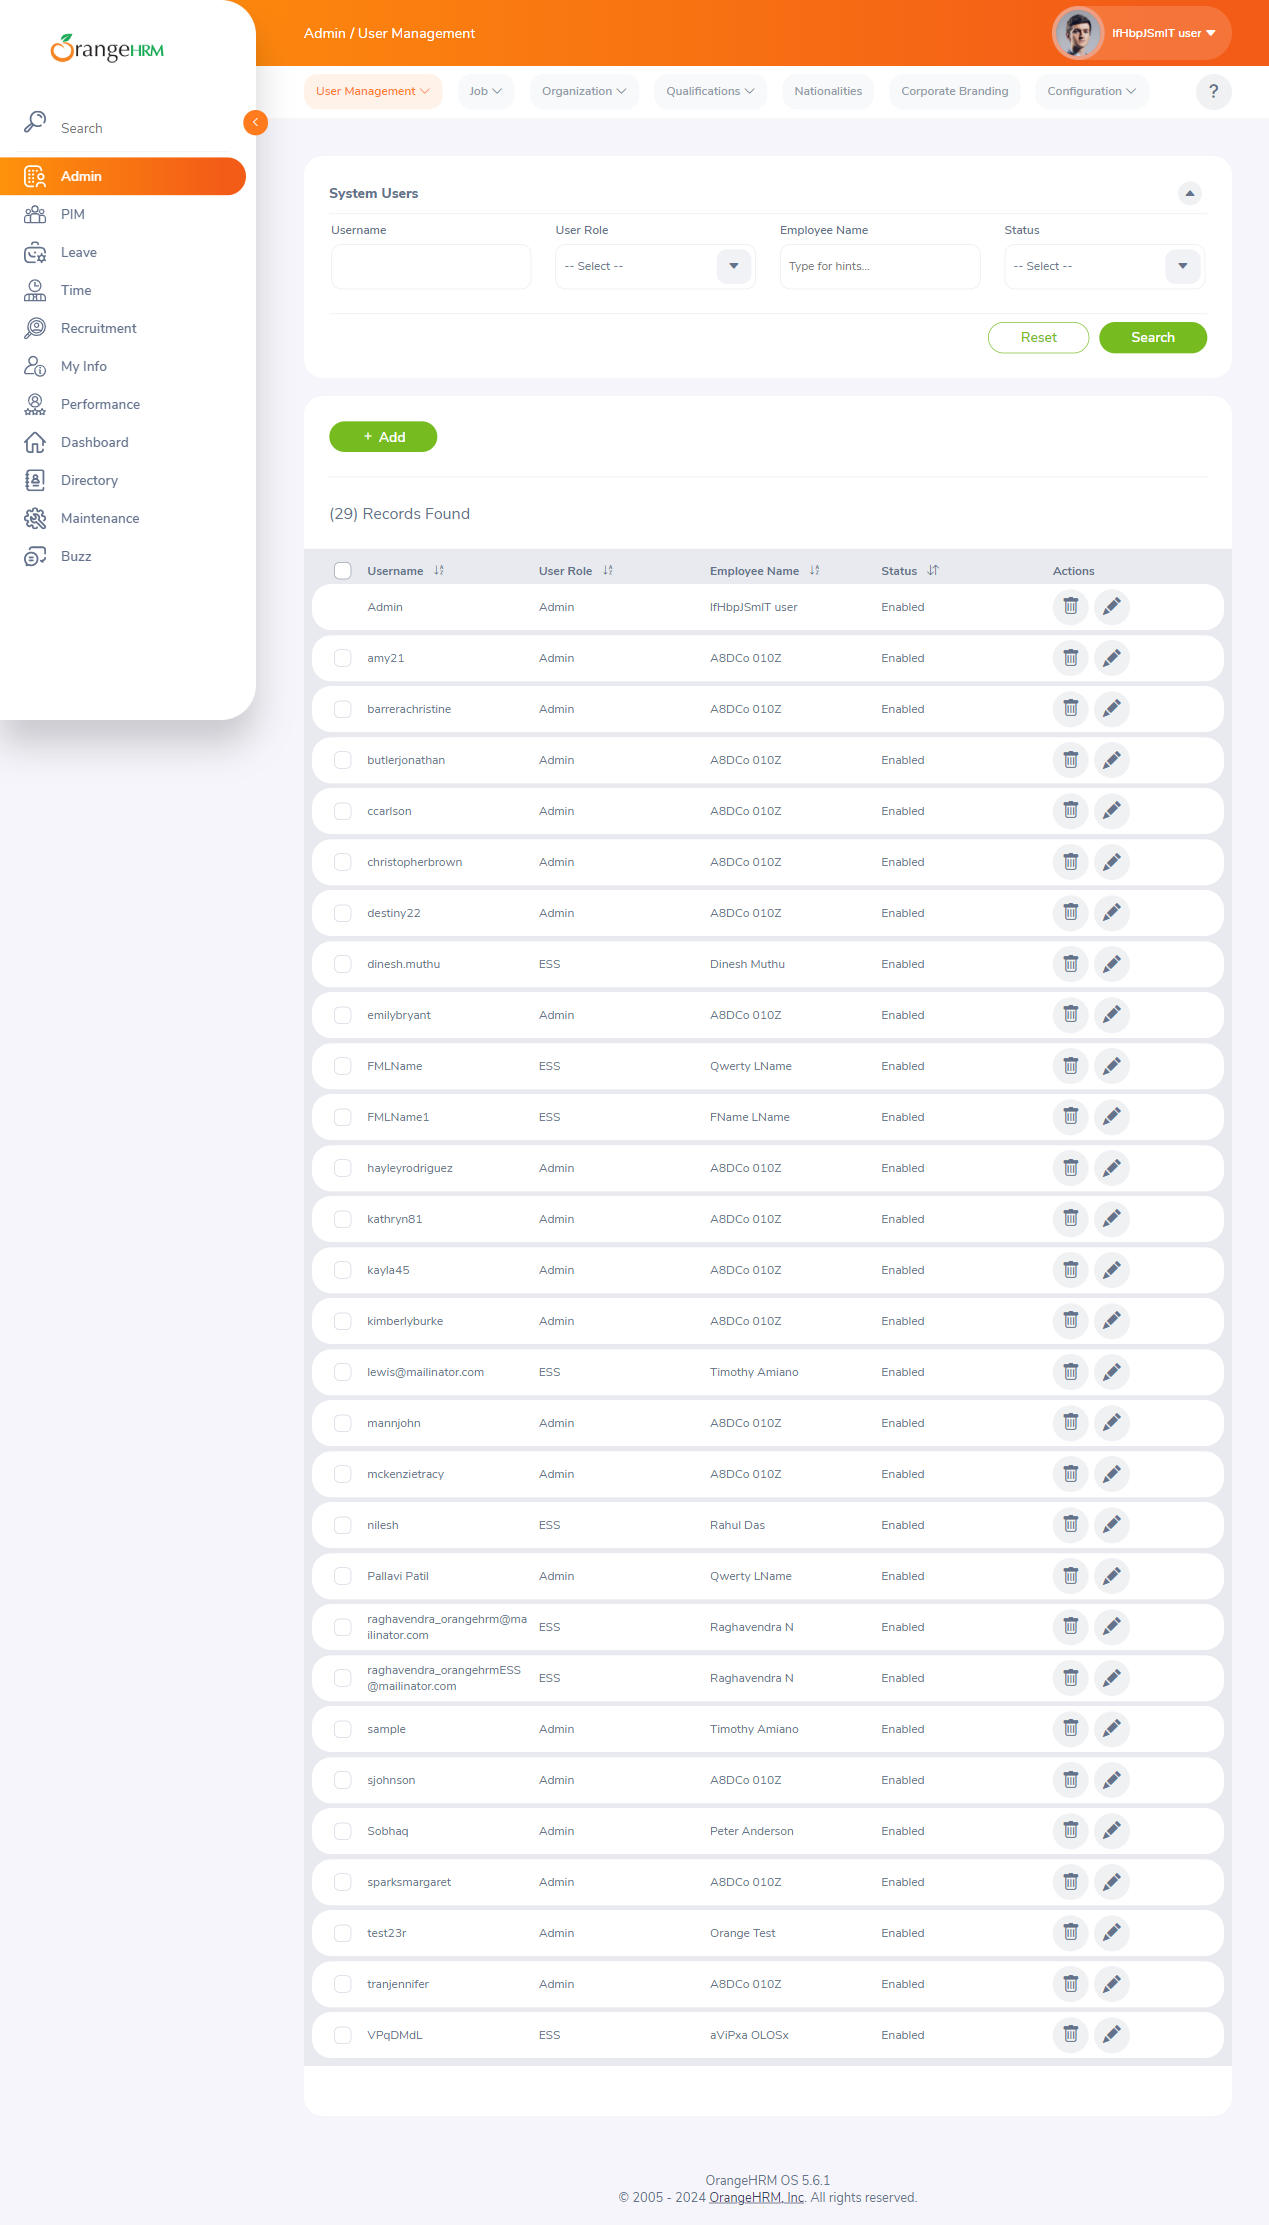 OrangeHRM
Search
Admin
PIM
Leave
Time
Recruitment
My Info
Performance
Dashboard
Directory
Maintenance
Buzz
Admin / User Management
lfHbpJSmIT user
User Management
Job
Organization
Qualifications
Nationalities
Corporate Branding
Configuration
?
System Users
Username
User Role
Employee Name
Status
-- Select --
Type for hints...
-- Select --
Reset
Search
+ Add
(29) Records Found
Username User Role Employee Name Status Actions
Admin Admin lfHbpJSmIT user Enabled
amy21 Admin A8DCo 010Z Enabled
barrerachristine Admin A8DCo 010Z Enabled
butlerjonathan Admin A8DCo 010Z Enabled
ccarlson Admin A8DCo 010Z Enabled
christopherbrown Admin A8DCo 010Z Enabled
destiny22 Admin A8DCo 010Z Enabled
dinesh.muthu ESS Dinesh Muthu Enabled
emilybryant Admin A8DCo 010Z Enabled
FMLName ESS Qwerty LName Enabled
FMLName1 ESS FName LName Enabled
hayleyrodriguez Admin A8DCo 010Z Enabled
kathryn81 Admin A8DCo 010Z Enabled
kayla45 Admin A8DCo 010Z Enabled
kimberlyburke Admin A8DCo 010Z Enabled
lewis@mailinator.com ESS Timothy Amiano Enabled
mannjohn Admin A8DCo 010Z Enabled
mckenzietracy Admin A8DCo 010Z Enabled
nilesh ESS Rahul Das Enabled
Pallavi Patil Admin Qwerty LName Enabled
raghavendra_orangehrm@ma
ilinator.com ESS Raghavendra N Enabled
raghavendra_orangehrmESS
@mailinator.com ESS Raghavendra N Enabled
sample Admin Timothy Amiano Enabled
sjohnson Admin A8DCo 010Z Enabled
Sobhaq Admin Peter Anderson Enabled
sparksmargaret Admin A8DCo 010Z Enabled
test23r Admin Orange Test Enabled
tranjennifer Admin A8DCo 010Z Enabled
VPqDMdL ESS aViPxa OLOSx Enabled
OrangeHRM OS 5.6.1
© 2005 - 2024 OrangeHRM, Inc. All rights reserved.